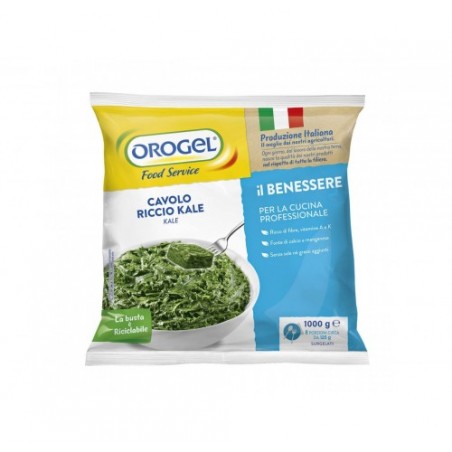 OROGEL
Food Service
CAVOLO
RICCIO KALE
KALE
La busta è
Riciclabile
Produzione Italiana
il meglio dei nostri agricoltori.
il BENESSERE
PER LA CUCINA
PROFESSIONALE
Ricco di fibre, vitamine A e K
Fonte di calcio e manganese
Senza sale né grassi aggiunti
1000 g ℮
SURGELATI